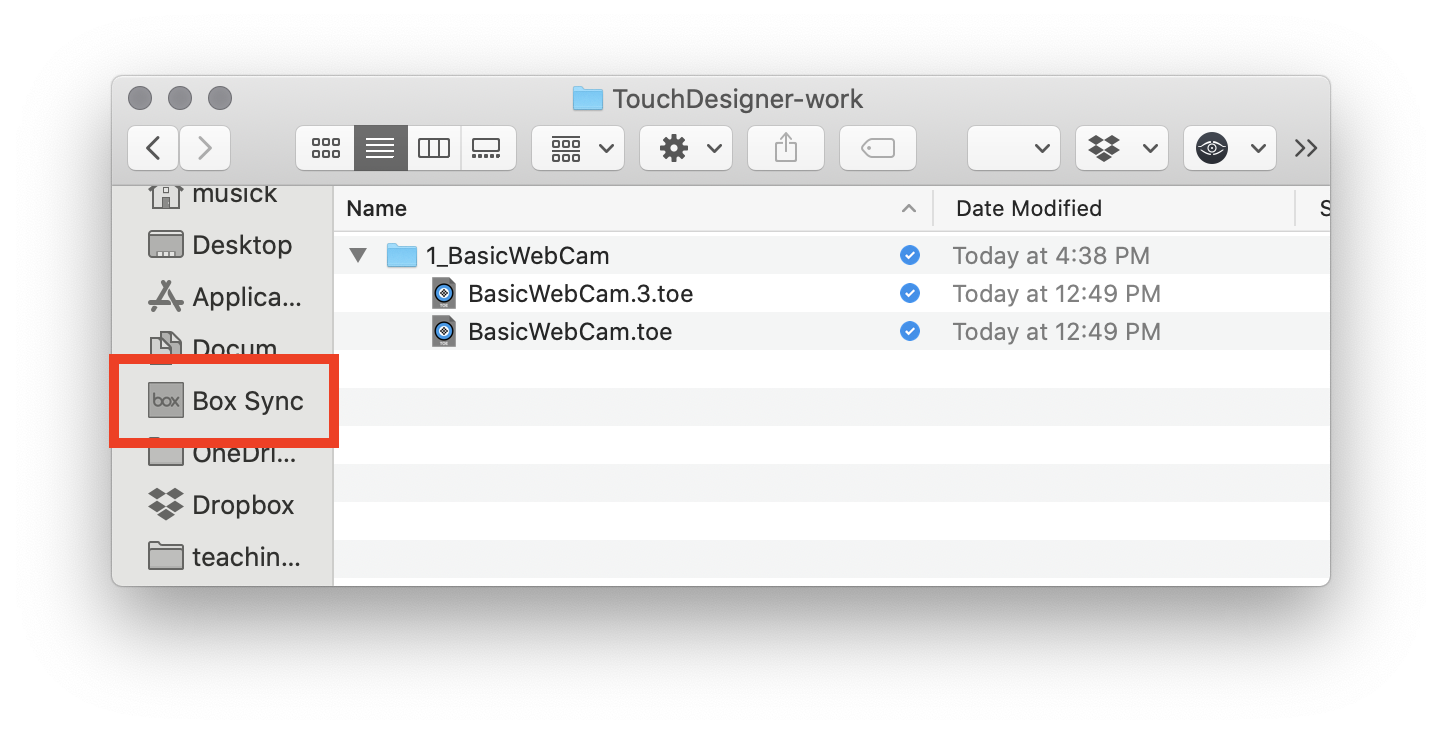 TouchDesigner-work
musick
Desktop
Applica...
Docum...
box Box Sync
OneDri...
Dropbox
teachin...
Name
Date Modified
S
1_BasicWebCam
Today at 4:38 PM
BasicWebCam.3.toe
Today at 12:49 PM
BasicWebCam.toe
Today at 12:49 PM